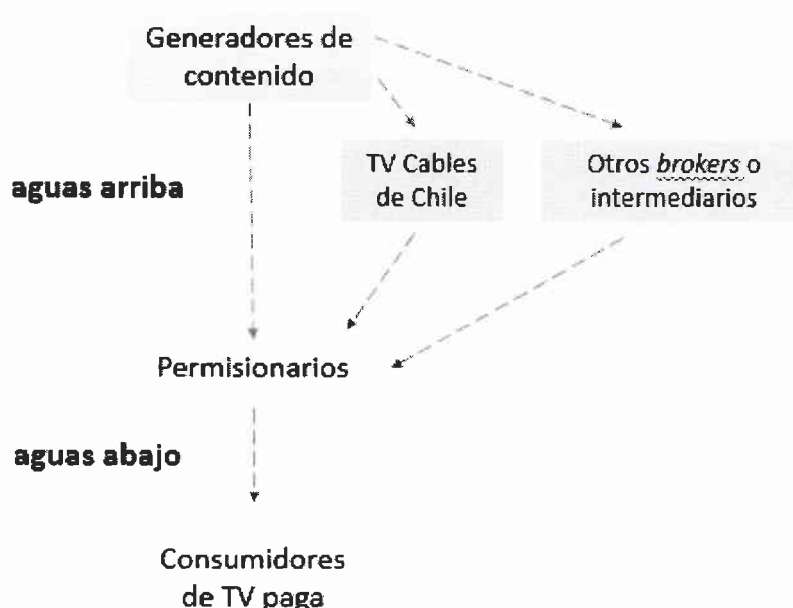 Generadores de
contenido
TV Cables
de Chile
Otros brokers o
intermediarios
aguas arriba
Permisionarios
aguas abajo
Consumidores
de TV paga